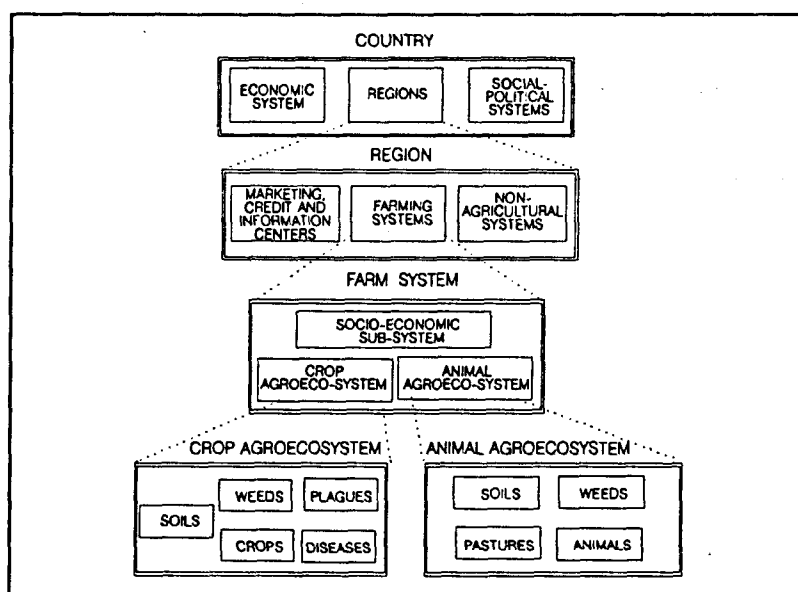 COUNTRY
ECONOMIC
SYSTEM
REGIONS
SOCIAL-
POLITICAL
SYSTEMS
REGION
MARKETING,
CREDIT AND
INFORMATION
CENTERS
FARMING
SYSTEMS
NON-
AGRICULTURAL
SYSTEMS
FARM SYSTEM
SOCIO-ECONOMIC
SUB-SYSTEM
CROP
AGROECO-SYSTEM
ANIMAL
AGROECO-SYSTEM
CROP AGROECOSYSTEM
SOILS
WEEDS
PLAGUES
CROPS
DISEASES
ANIMAL AGROECOSYSTEM
SOILS
WEEDS
PASTURES
ANIMALS